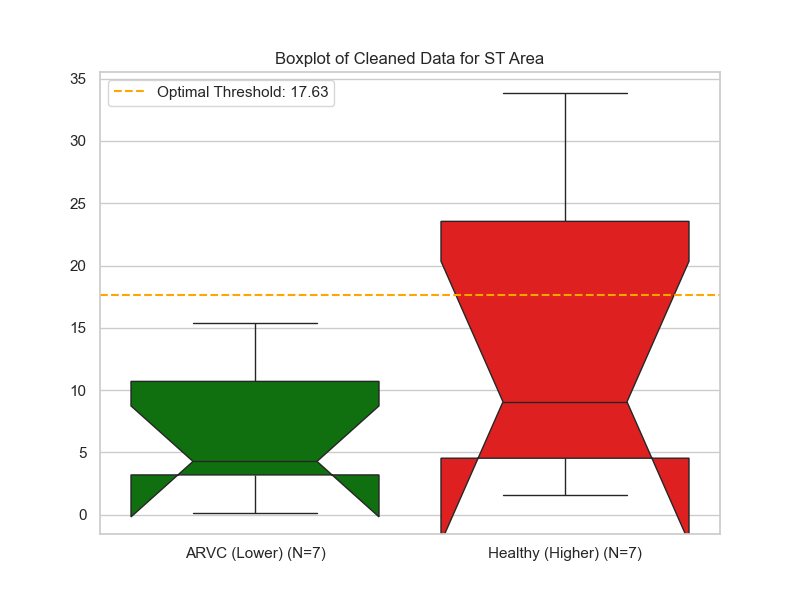 Boxplot of Cleaned Data for ST Area
Optimal Threshold: 17.63
35
30
25
20
15
10
5
0
ARVC (Lower) (N=7)
Healthy (Higher) (N=7)